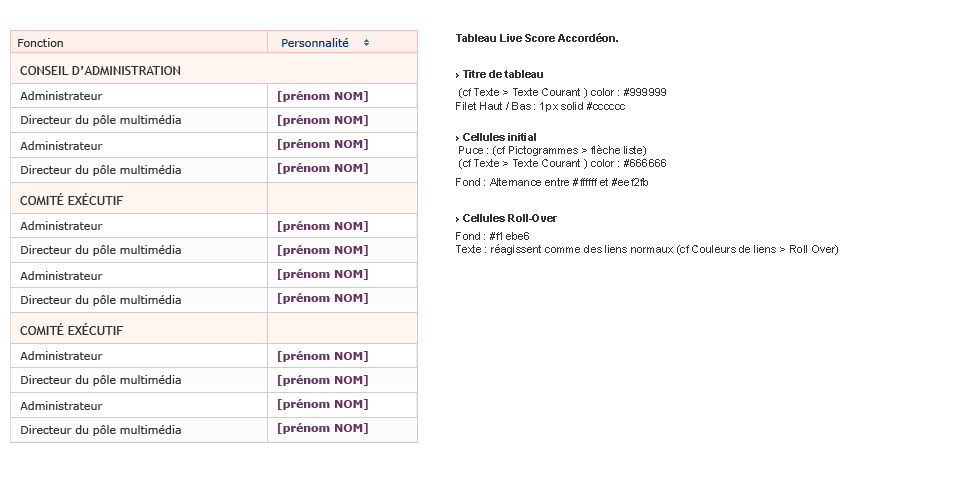 Fonction Personnalité
CONSEIL D’ADMINISTRATION
Administrateur [prénom NOM]
Directeur du pôle multimédia [prénom NOM]
Administrateur [prénom NOM]
Directeur du pôle multimédia [prénom NOM]
COMITÉ EXÉCUTIF
Administrateur [prénom NOM]
Directeur du pôle multimédia [prénom NOM]
Administrateur [prénom NOM]
Directeur du pôle multimédia [prénom NOM]
COMITÉ EXÉCUTIF
Administrateur [prénom NOM]
Directeur du pôle multimédia [prénom NOM]
Administrateur [prénom NOM]
Directeur du pôle multimédia [prénom NOM]
Tableau Live Score Accordéon.
› Titre de tableau
(cf Texte > Texte Courant ) color : #999999
Filet Haut / Bas : 1px solid #cccccc
› Cellules initial
Puce : (cf Pictogrammes > flèche liste)
(cf Texte > Texte Courant ) color : #666666
Fond : Alternance entre #ffffff et #eef2fb
› Cellules Roll-Over
Fond : #f1ebe6
Texte : réagissent comme des liens normaux (cf Couleurs de liens > Roll Over)